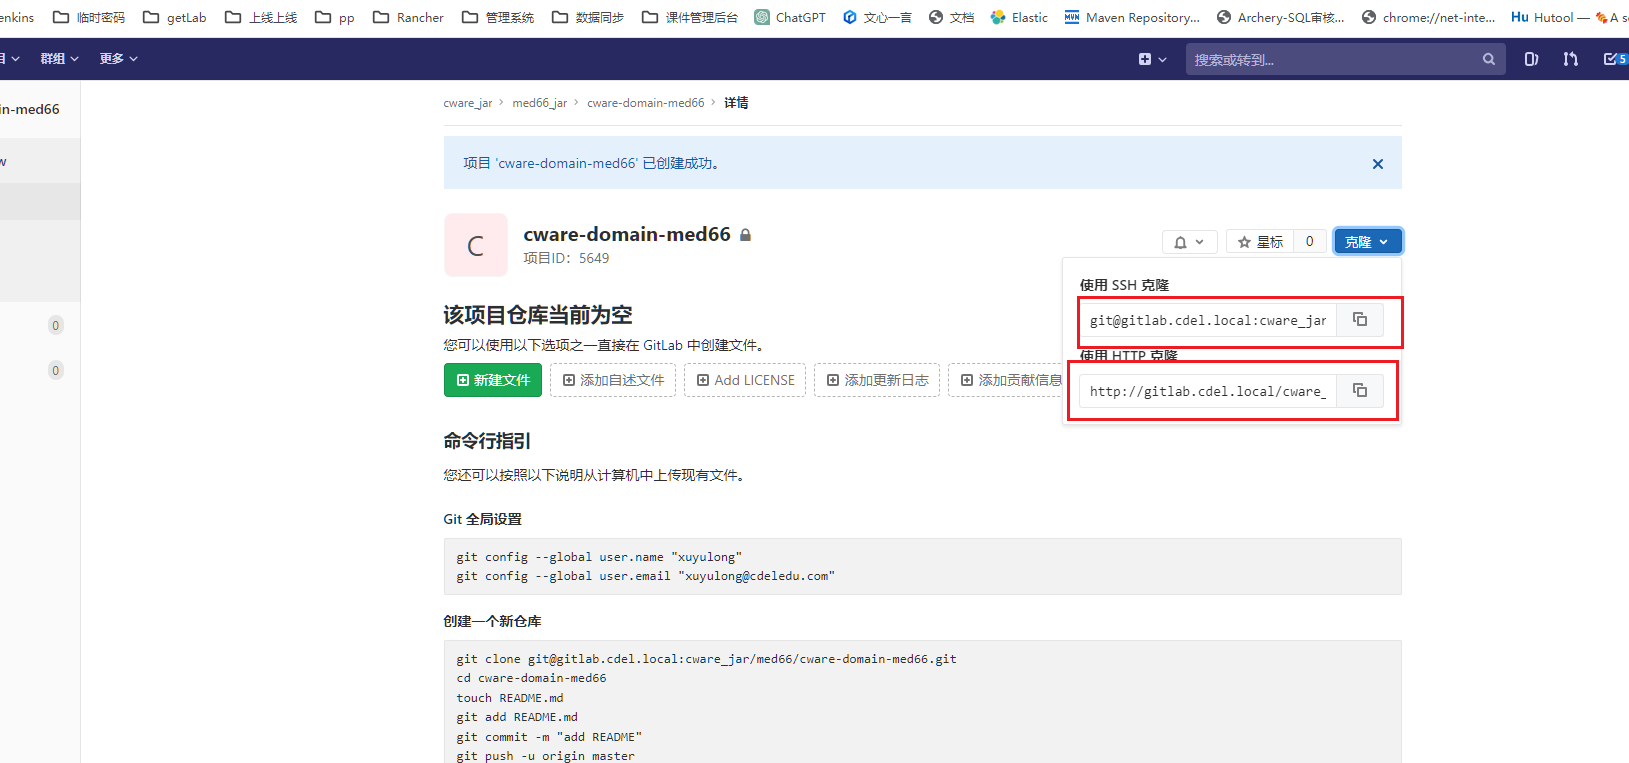 enkins 临时密码 getLab 上线上线 pp Rancher 管理系统 数据同步 课件管理后台 ChatGPT 文心一言 文档 Elastic Maven Repository... Archery-SQL审核... chrome://net-inte... Hutool — A s
目 群组 更多 搜索或转到... 5
in-med66
cware_jar › med66_jar › cware-domain-med66 › 详情
w
项目 'cware-domain-med66' 已创建成功。
C
cware-domain-med66
项目ID：5649
星标 0 克隆
使用 SSH 克隆
git@gitlab.cdel.local:cware_jar
使用 HTTP 克隆
http://gitlab.cdel.local/cware_
该项目仓库当前为空
您可以使用以下选项之一直接在 GitLab 中创建文件。
新建文件 添加自述文件 Add LICENSE 添加更新日志 添加贡献信息
0
0
命令行指引
您还可以按照以下说明从计算机中上传现有文件。
Git 全局设置
git config --global user.name "xuyulong"
git config --global user.email "xuyulong@cdeledu.com"
创建一个新仓库
git clone git@gitlab.cdel.local:cware_jar/med66/cware-domain-med66.git
cd cware-domain-med66
touch README.md
git add README.md
git commit -m "add README"
git push -u origin master